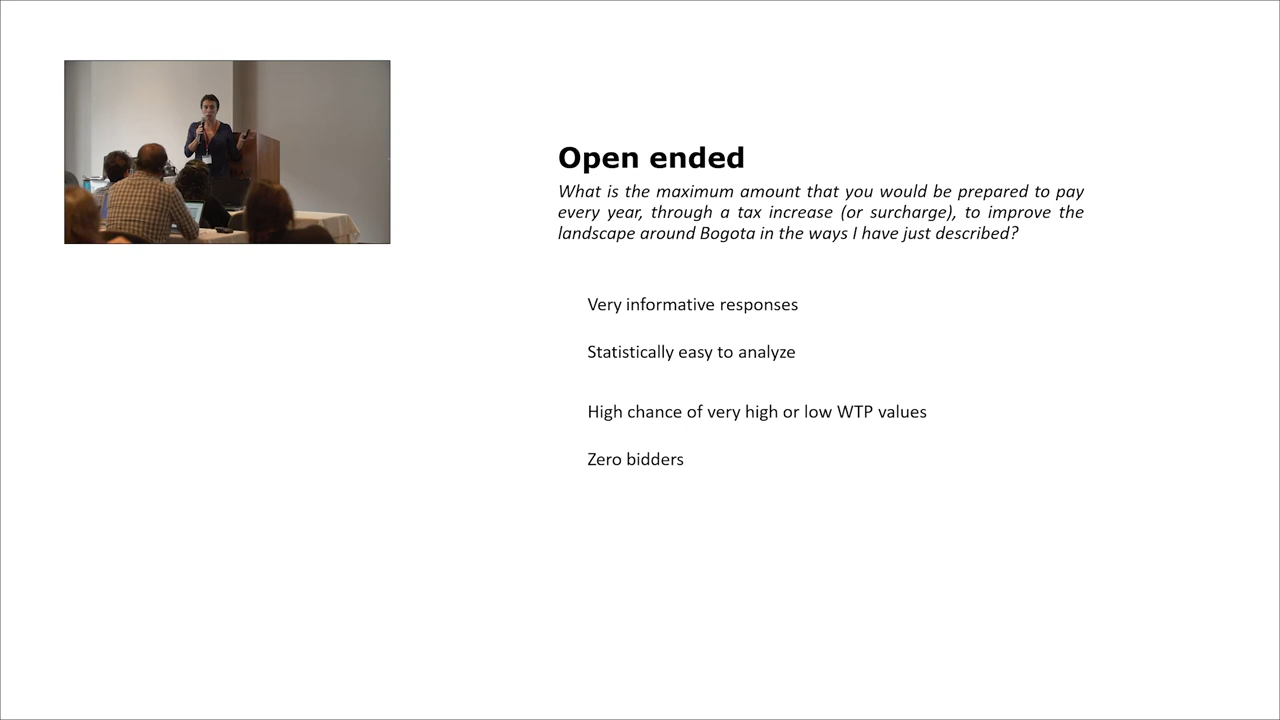 Open ended
What is the maximum amount that you would be prepared to pay
every year, through a tax increase (or surcharge), to improve the
landscape around Bogota in the ways I have just described?
Very informative responses
Statistically easy to analyze
High chance of very high or low WTP values
Zero bidders